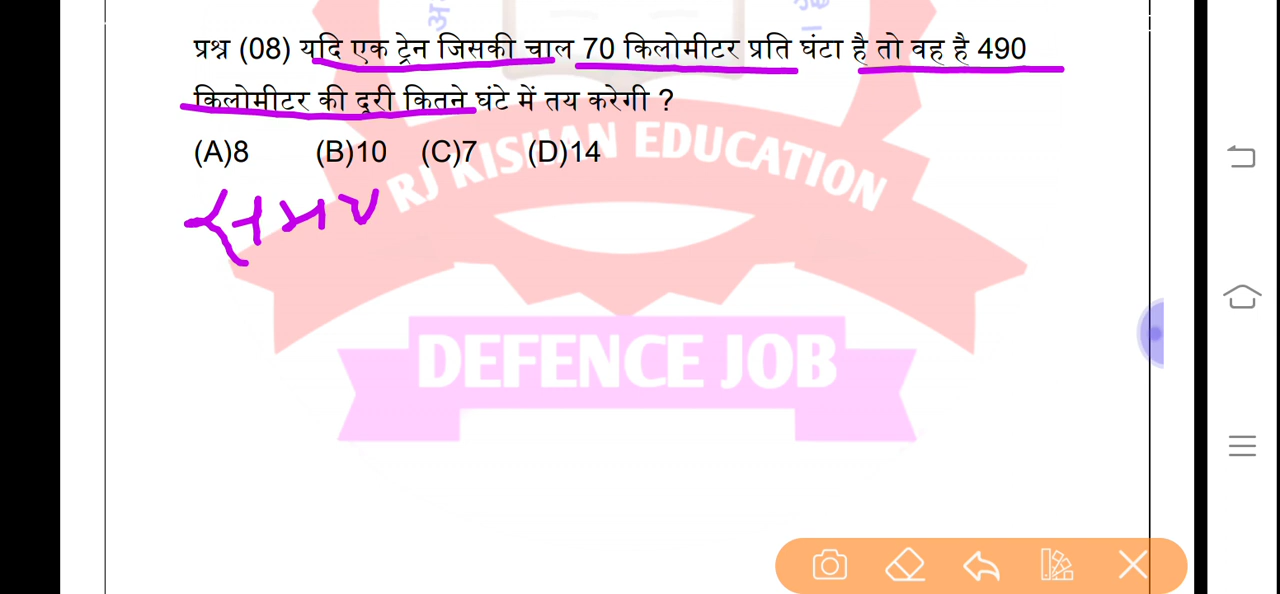 प्रश्न (08) यदि एक ट्रेन जिसकी चाल 70 किलोमीटर प्रति घंटा है तो वह है 490
किलोमीटर की दूरी कितने घंटे में तय करेगी ?
(A)8 (B)10 (C)7 (D)14
समय
RJ KISHAN EDUCATION
DEFENCE JOB